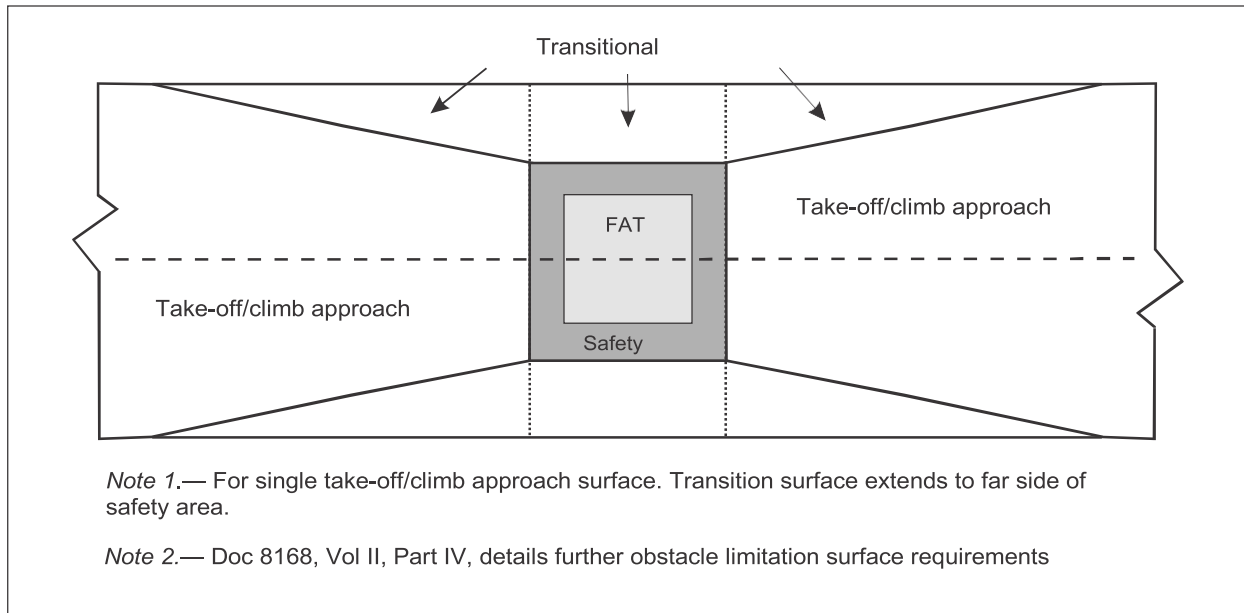 Transitional
Take-off/climb approach
FAT
Take-off/climb approach
Safety
Note 1.— For single take-off/climb approach surface. Transition surface extends to far side of
safety area.
Note 2.— Doc 8168, Vol II, Part IV, details further obstacle limitation surface requirements